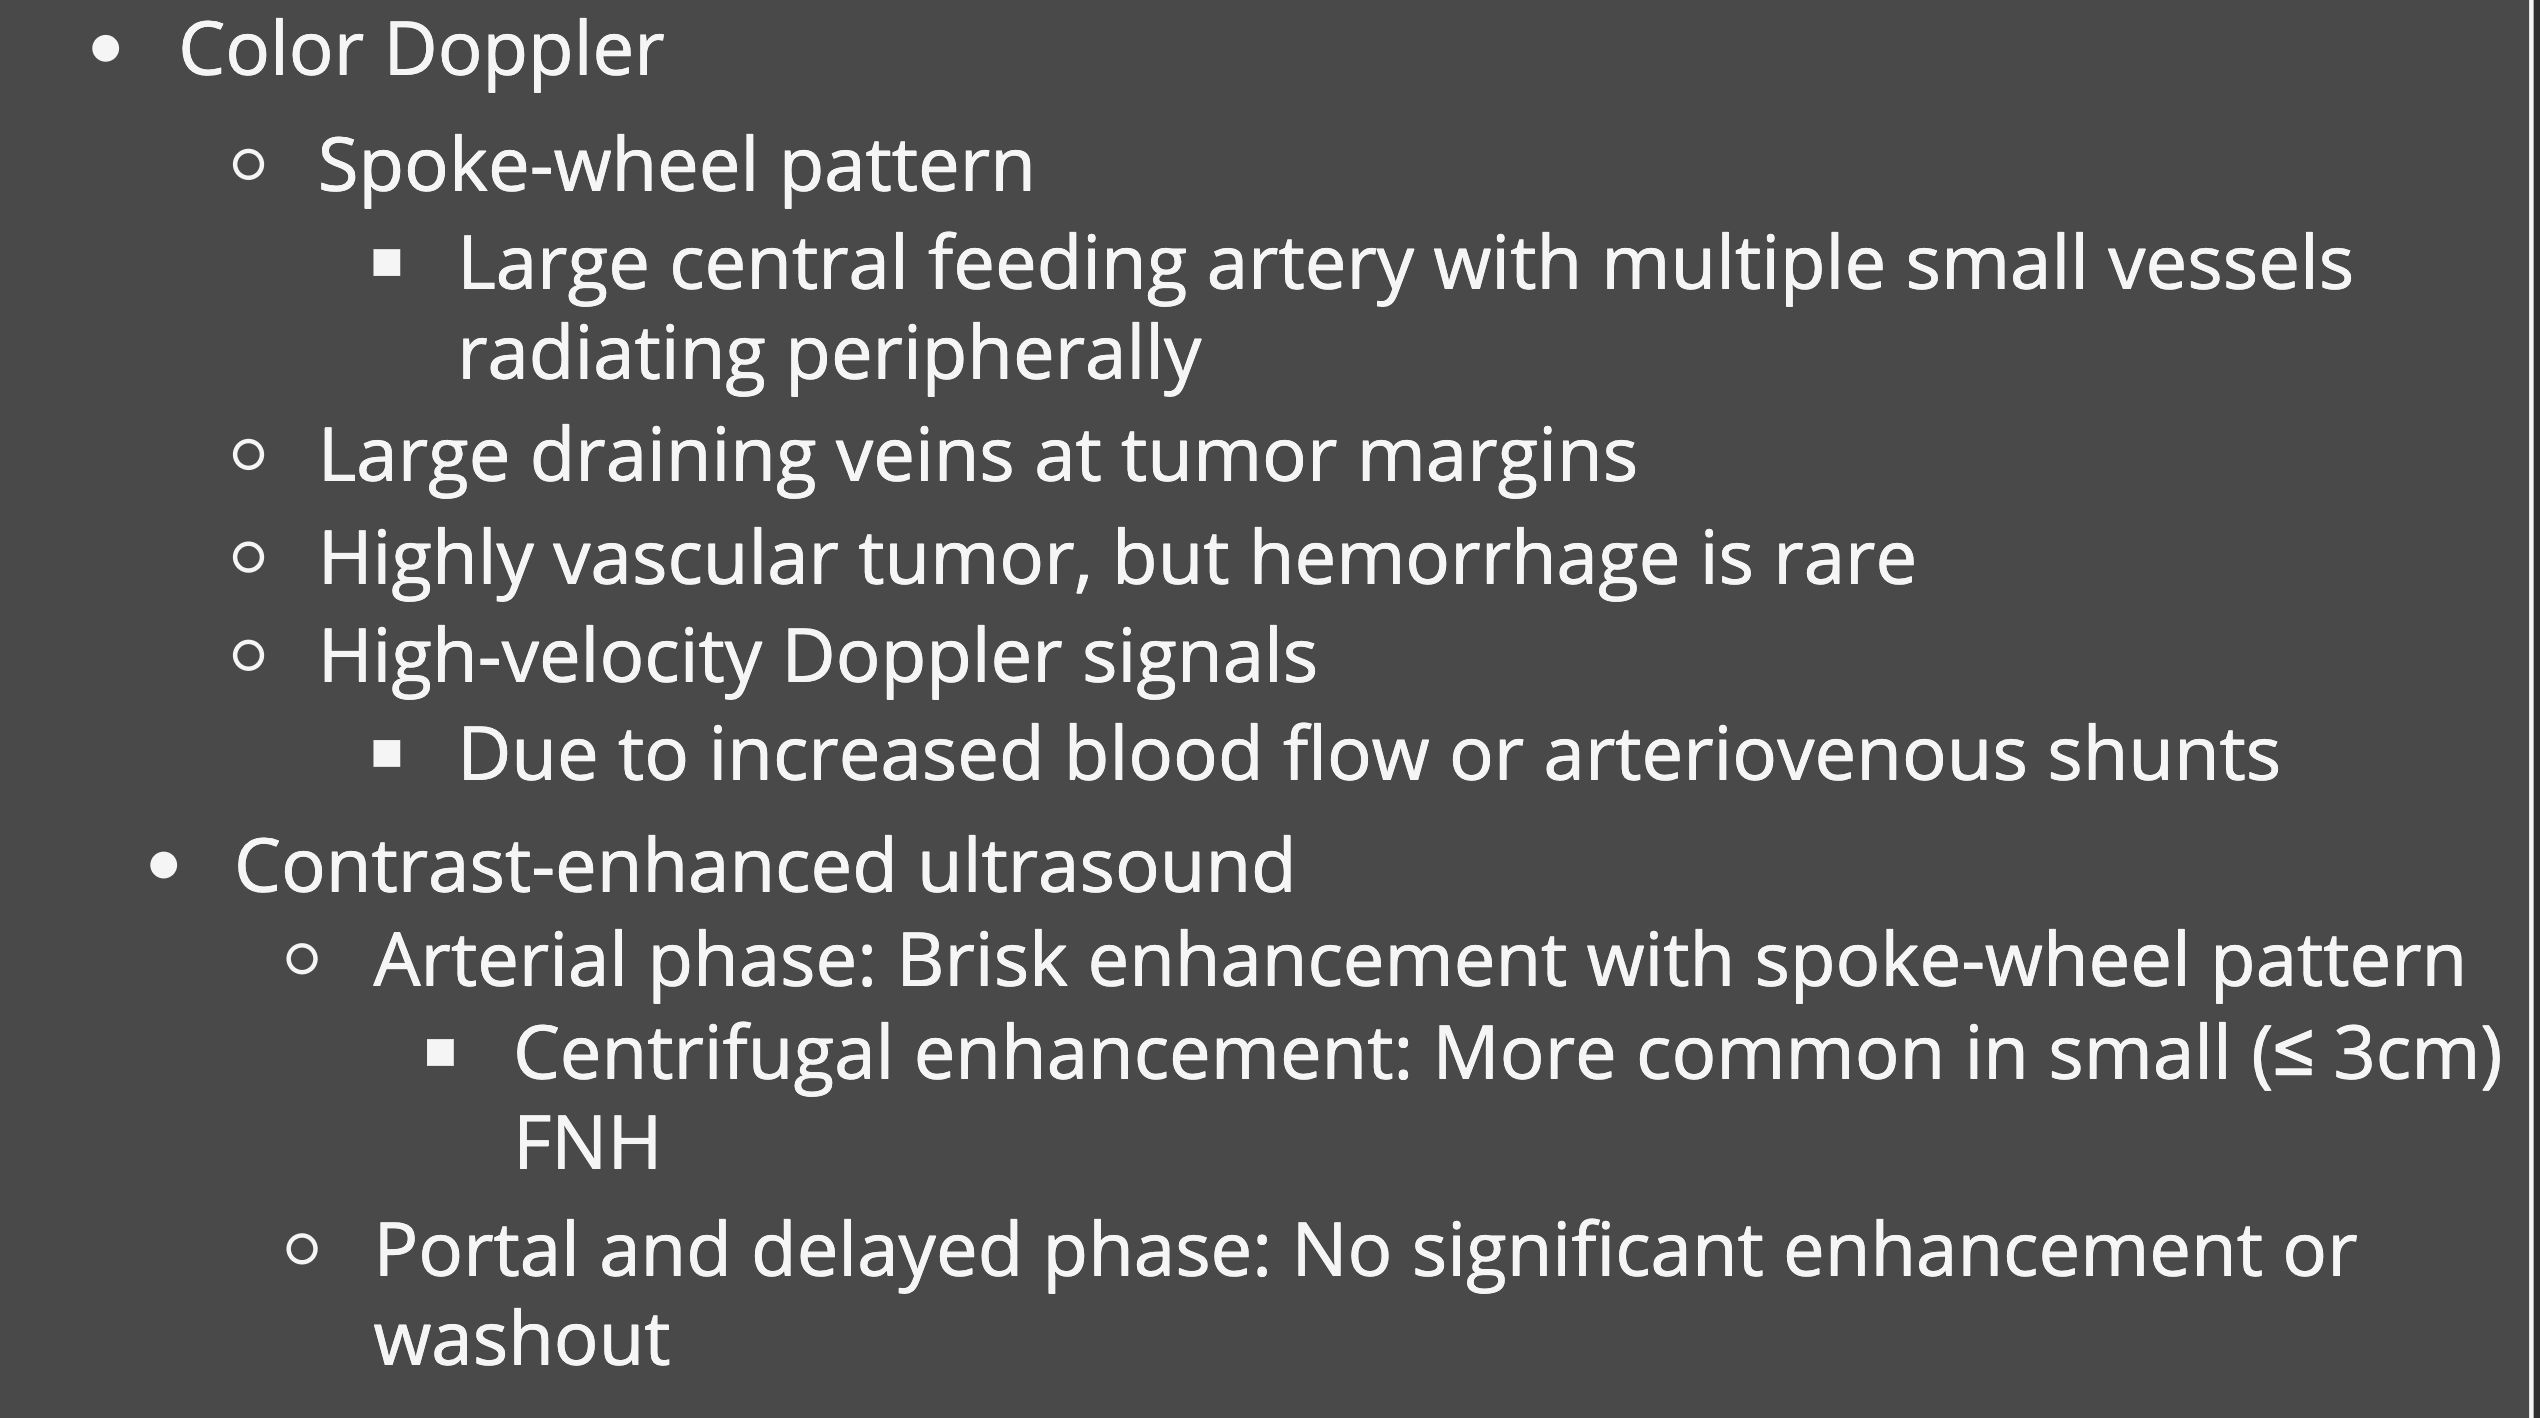 • Color Doppler
○ Spoke-wheel pattern
■ Large central feeding artery with multiple small vessels
radiating peripherally
○ Large draining veins at tumor margins
○ Highly vascular tumor, but hemorrhage is rare
○ High-velocity Doppler signals
■ Due to increased blood flow or arteriovenous shunts
• Contrast-enhanced ultrasound
○ Arterial phase: Brisk enhancement with spoke-wheel pattern
■ Centrifugal enhancement: More common in small (≤ 3cm)
FNH
○ Portal and delayed phase: No significant enhancement or
washout